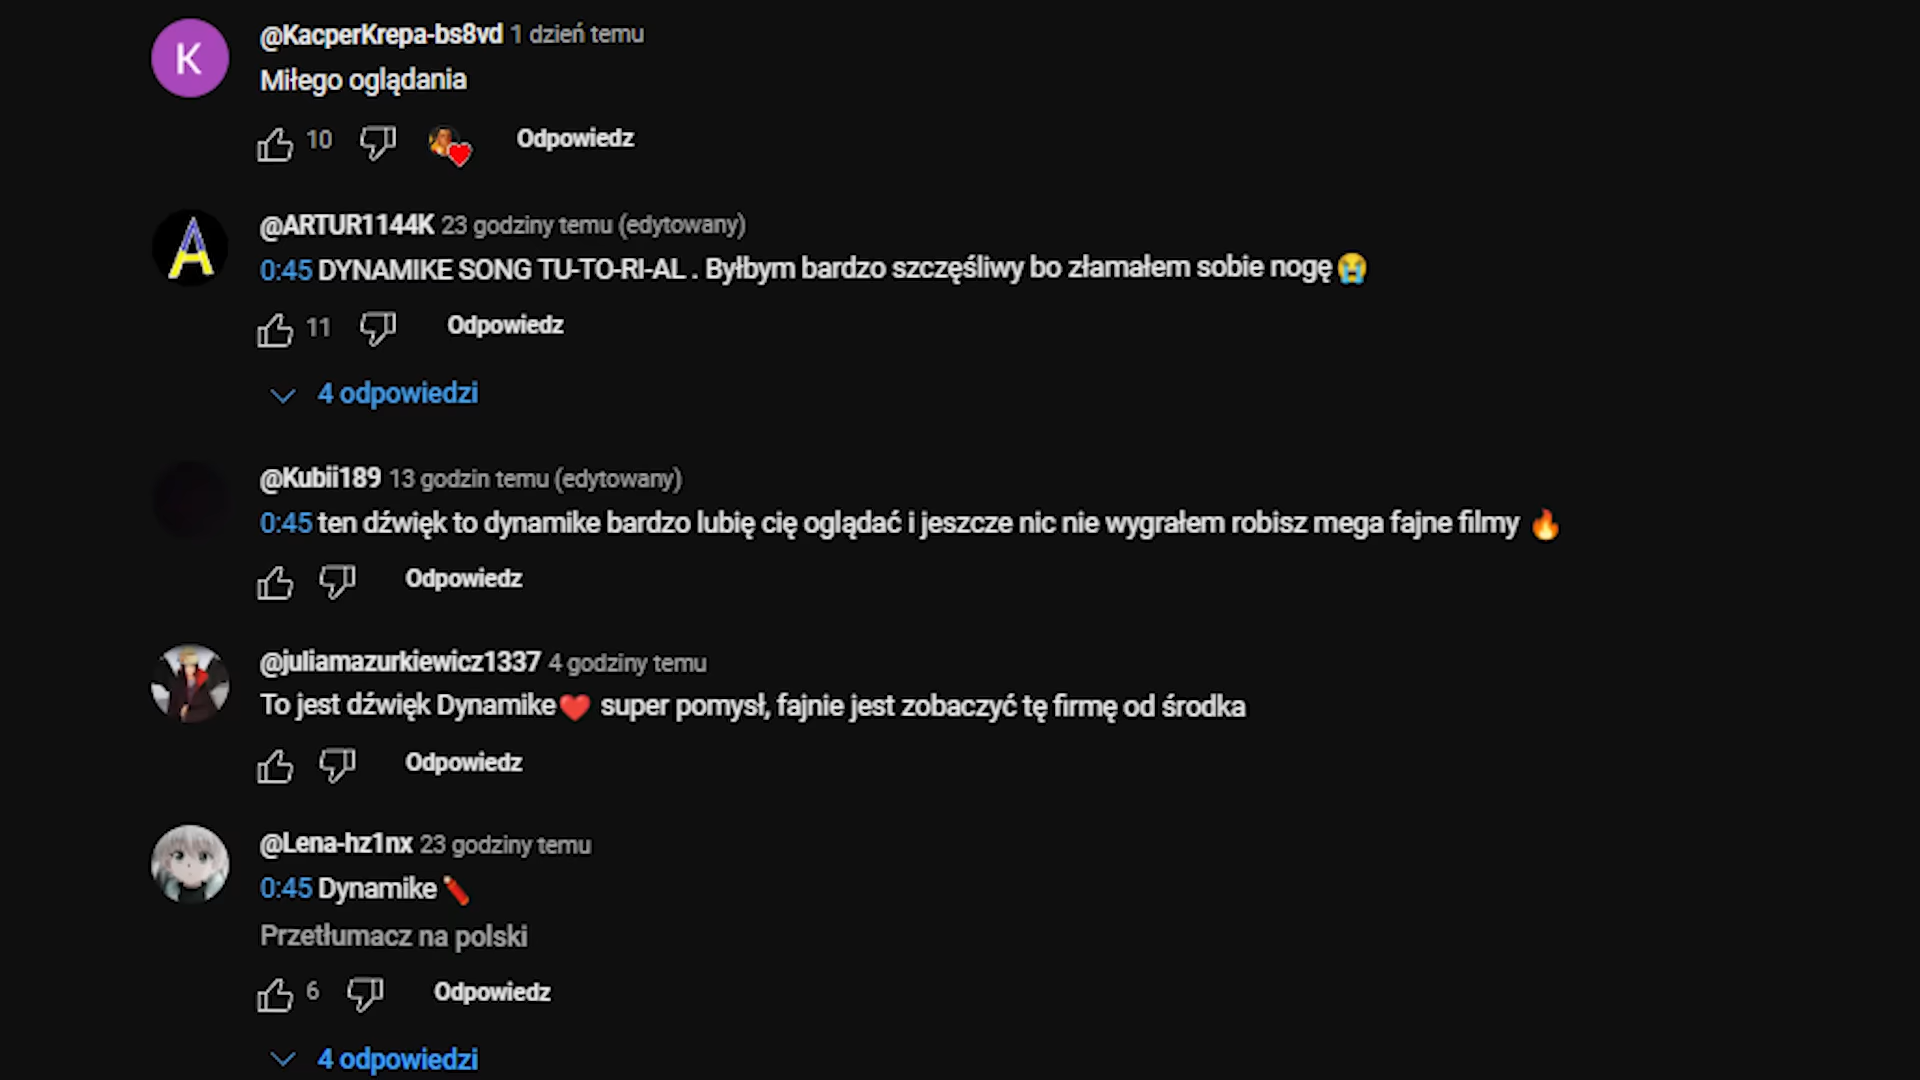 K
@KacperKrepa-bs8vd 1 dzień temu
Miłego oglądania
10 Odpowiedz
A
@ARTUR1144K 23 godziny temu (edytowany)
0:45 DYNAMIKE SONG TU-TO-RI-AL . Byłbym bardzo szczęśliwy bo złamałem sobie nogę😭
11 Odpowiedz
4 odpowiedzi
@Kubii189 13 godzin temu (edytowany)
0:45 ten dźwięk to dynamike bardzo lubię cię oglądać i jeszcze nic nie wygrałem robisz mega fajne filmy 🔥
Odpowiedz
@juliamazurkiewicz1337 4 godziny temu
To jest dźwięk Dynamike❤️ super pomysł, fajnie jest zobaczyć tę firmę od środka
Odpowiedz
@Lena-hz1nx 23 godziny temu
0:45 Dynamike🧨
Przetłumacz na polski
6 Odpowiedz
4 odpowiedzi